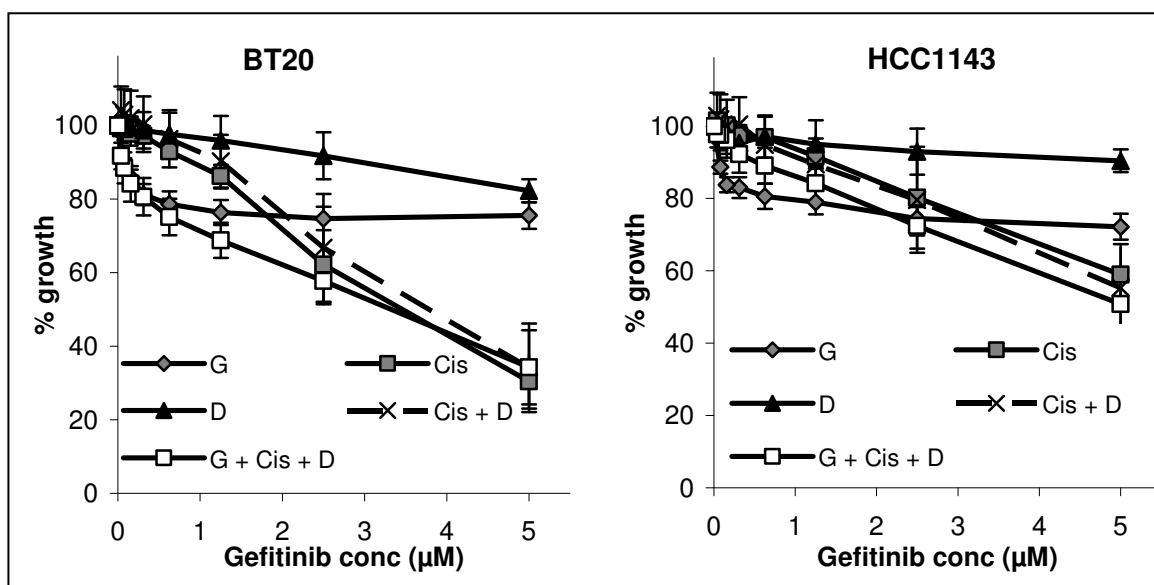 BT20
% growth
100
80
60
40
20
0
G
Cis
D
Cis + D
G + Cis + D
0 1 2 3 4 5
Gefitinib conc (µM)
HCC1143
% growth
100
80
60
40
20
0
G
Cis
D
Cis + D
G + Cis + D
0 1 2 3 4 5
Gefitinib conc (µM)